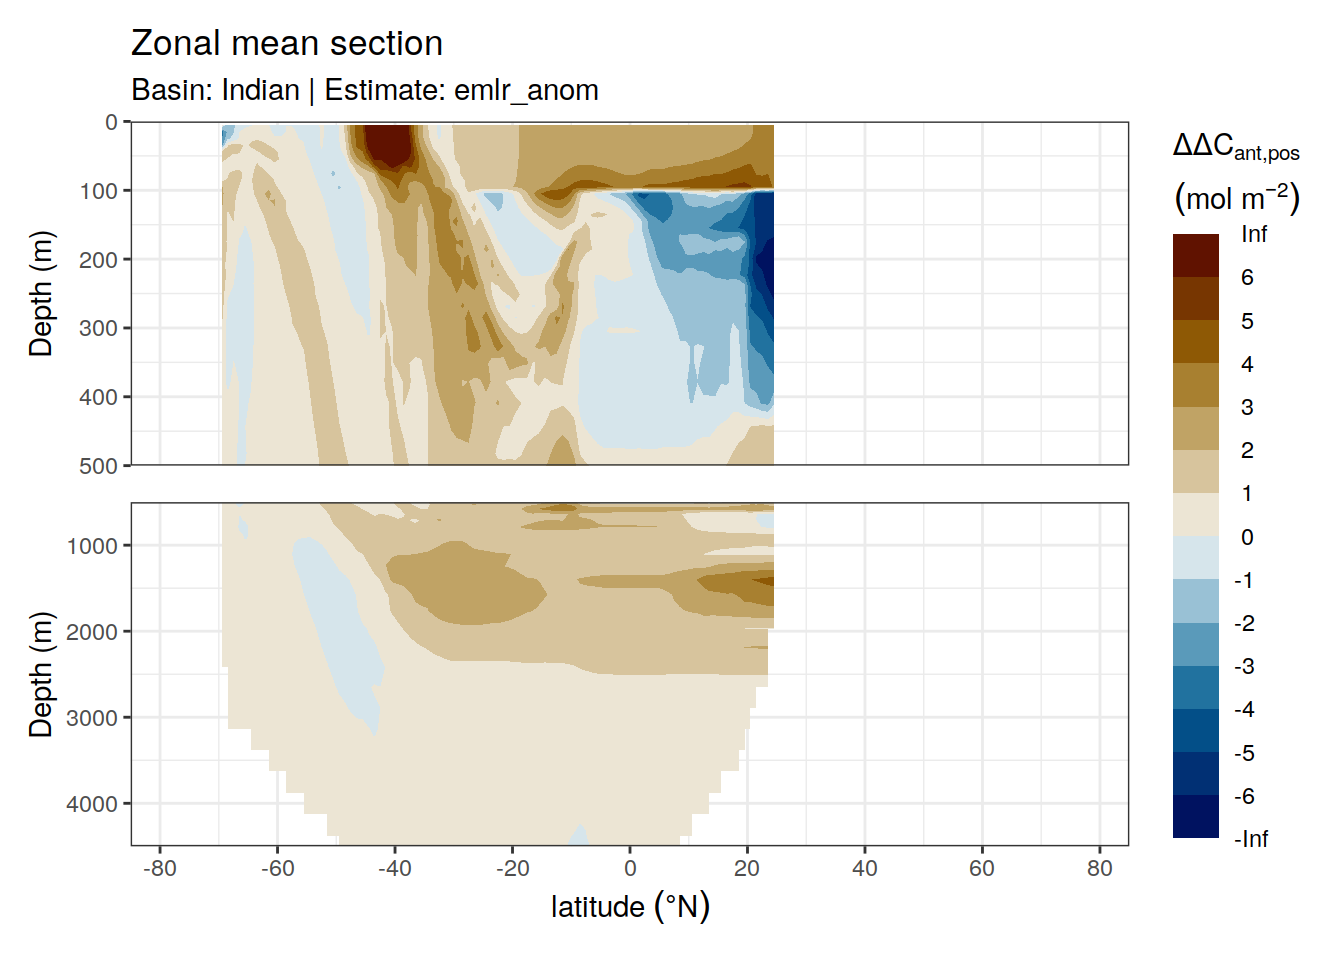 Zonal mean section
Basin: Indian | Estimate: emlr_anom
0
100
200
300
400
500
Depth (m)
1000
2000
3000
4000
Depth (m)
-80 -60 -40 -20 0 20 40 60 80
latitude (°N)
ΔΔC_ant,pos
(mol m⁻²)
Inf
6
5
4
3
2
1
0
-1
-2
-3
-4
-5
-6
-Inf